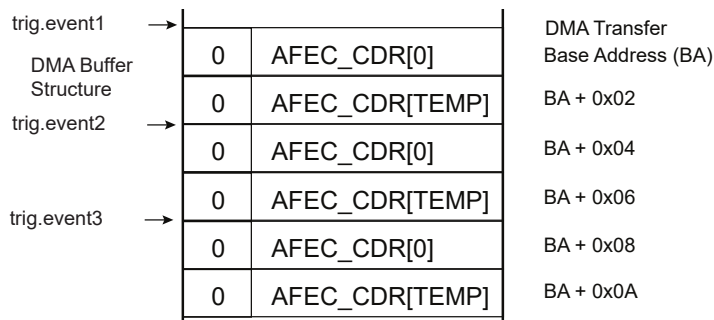 trig.event1
DMA Transfer
Base Address (BA)
0 AFEC_CDR[0]
DMA Buffer
Structure
0 AFEC_CDR[TEMP] BA + 0x02
trig.event2
0 AFEC_CDR[0] BA + 0x04
0 AFEC_CDR[TEMP] BA + 0x06
trig.event3
0 AFEC_CDR[0] BA + 0x08
0 AFEC_CDR[TEMP] BA + 0x0A